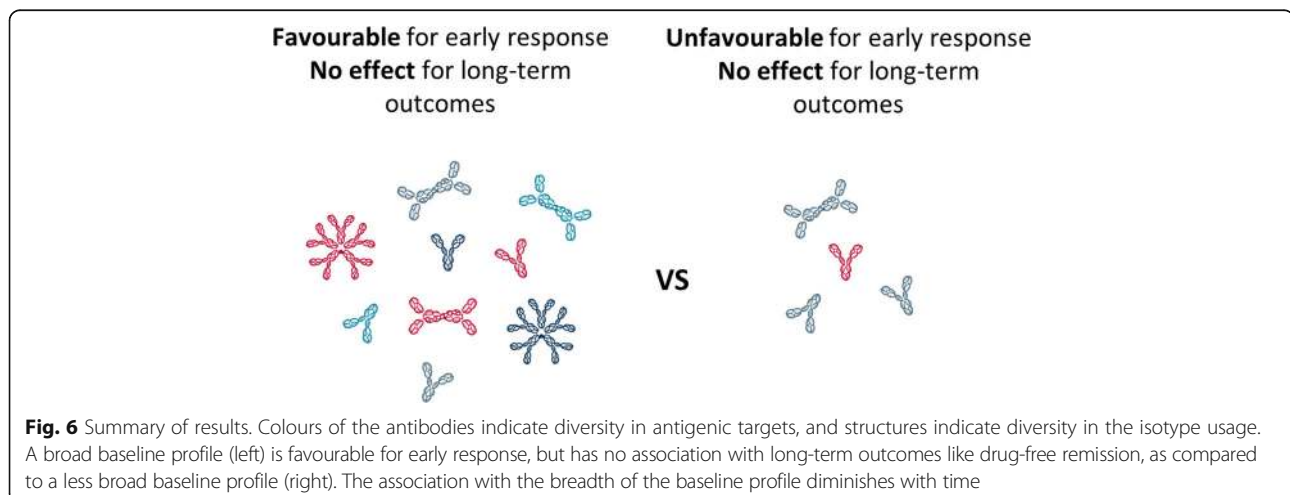 Favourable for early response
No effect for long-term
outcomes
Unfavourable for early response
No effect for long-term
outcomes
VS
Fig. 6 Summary of results. Colours of the antibodies indicate diversity in antigenic targets, and structures indicate diversity in the isotype usage.
A broad baseline profile (left) is favourable for early response, but has no association with long-term outcomes like drug-free remission, as compared
to a less broad baseline profile (right). The association with the breadth of the baseline profile diminishes with time